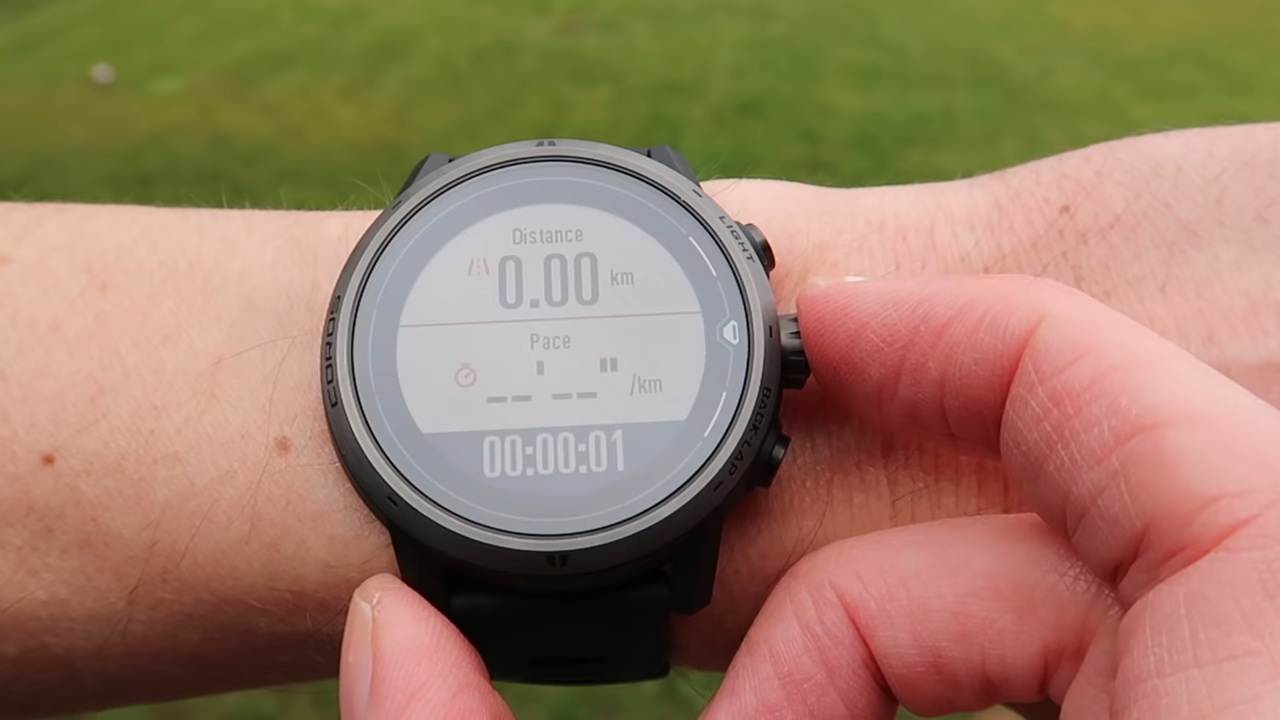 Distance
0.00 km
Pace
--'--" /km
00:00:01
COROS
LIGHT
BACK·LAP